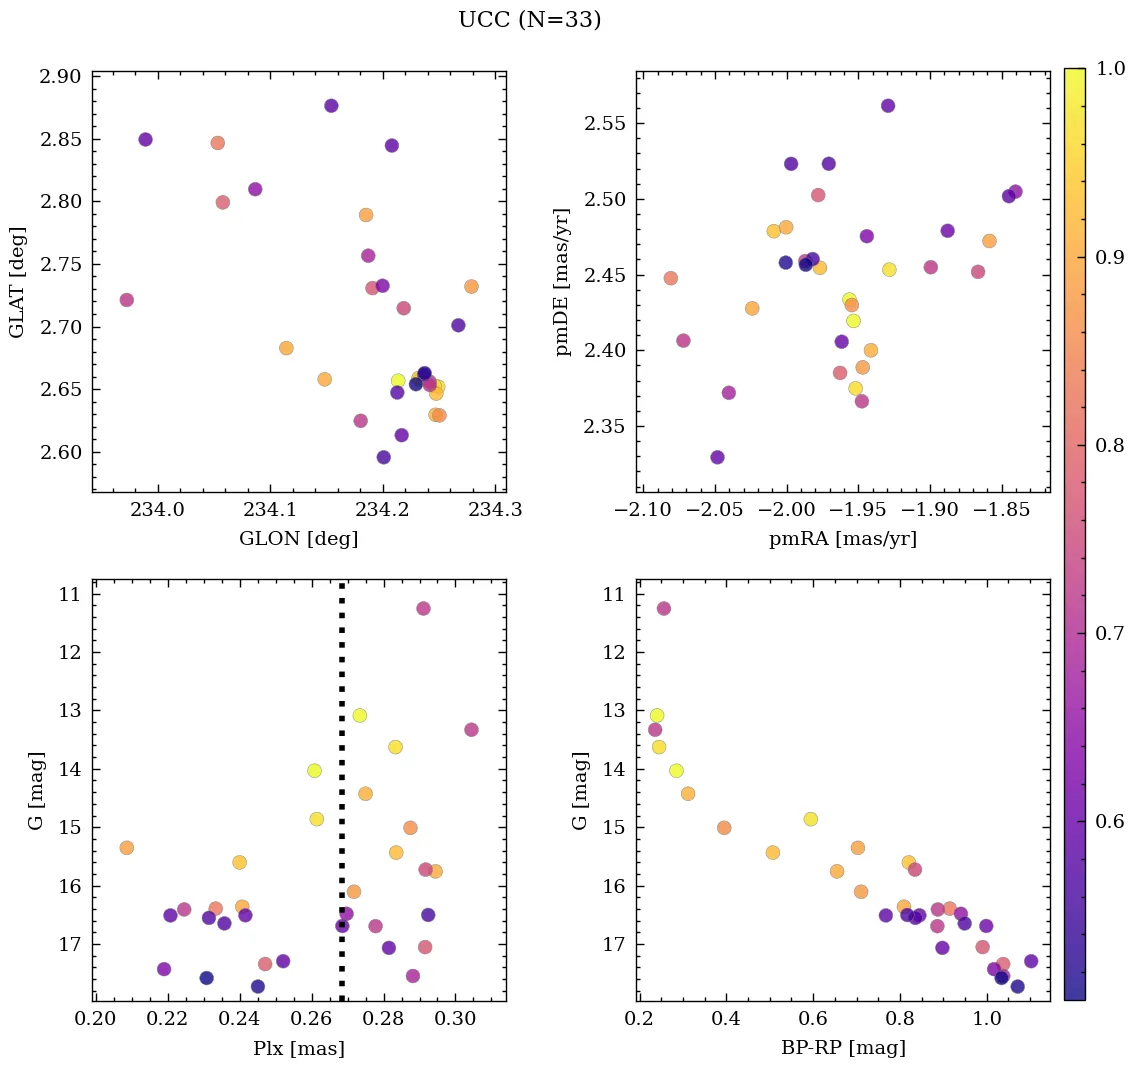 UCC (N=33)
2.90
2.85
2.80
2.75
2.70
2.65
2.60
GLAT [deg]
234.0 234.1 234.2 234.3
GLON [deg]
2.55
2.50
2.45
2.40
2.35
pmDE [mas/yr]
−2.10 −2.05 −2.00 −1.95 −1.90 −1.85
pmRA [mas/yr]
1.0
0.9
0.8
0.7
0.6
11
12
13
14
15
16
17
G [mag]
0.20 0.22 0.24 0.26 0.28 0.30
Plx [mas]
11
12
13
14
15
16
17
G [mag]
0.2 0.4 0.6 0.8 1.0
BP-RP [mag]